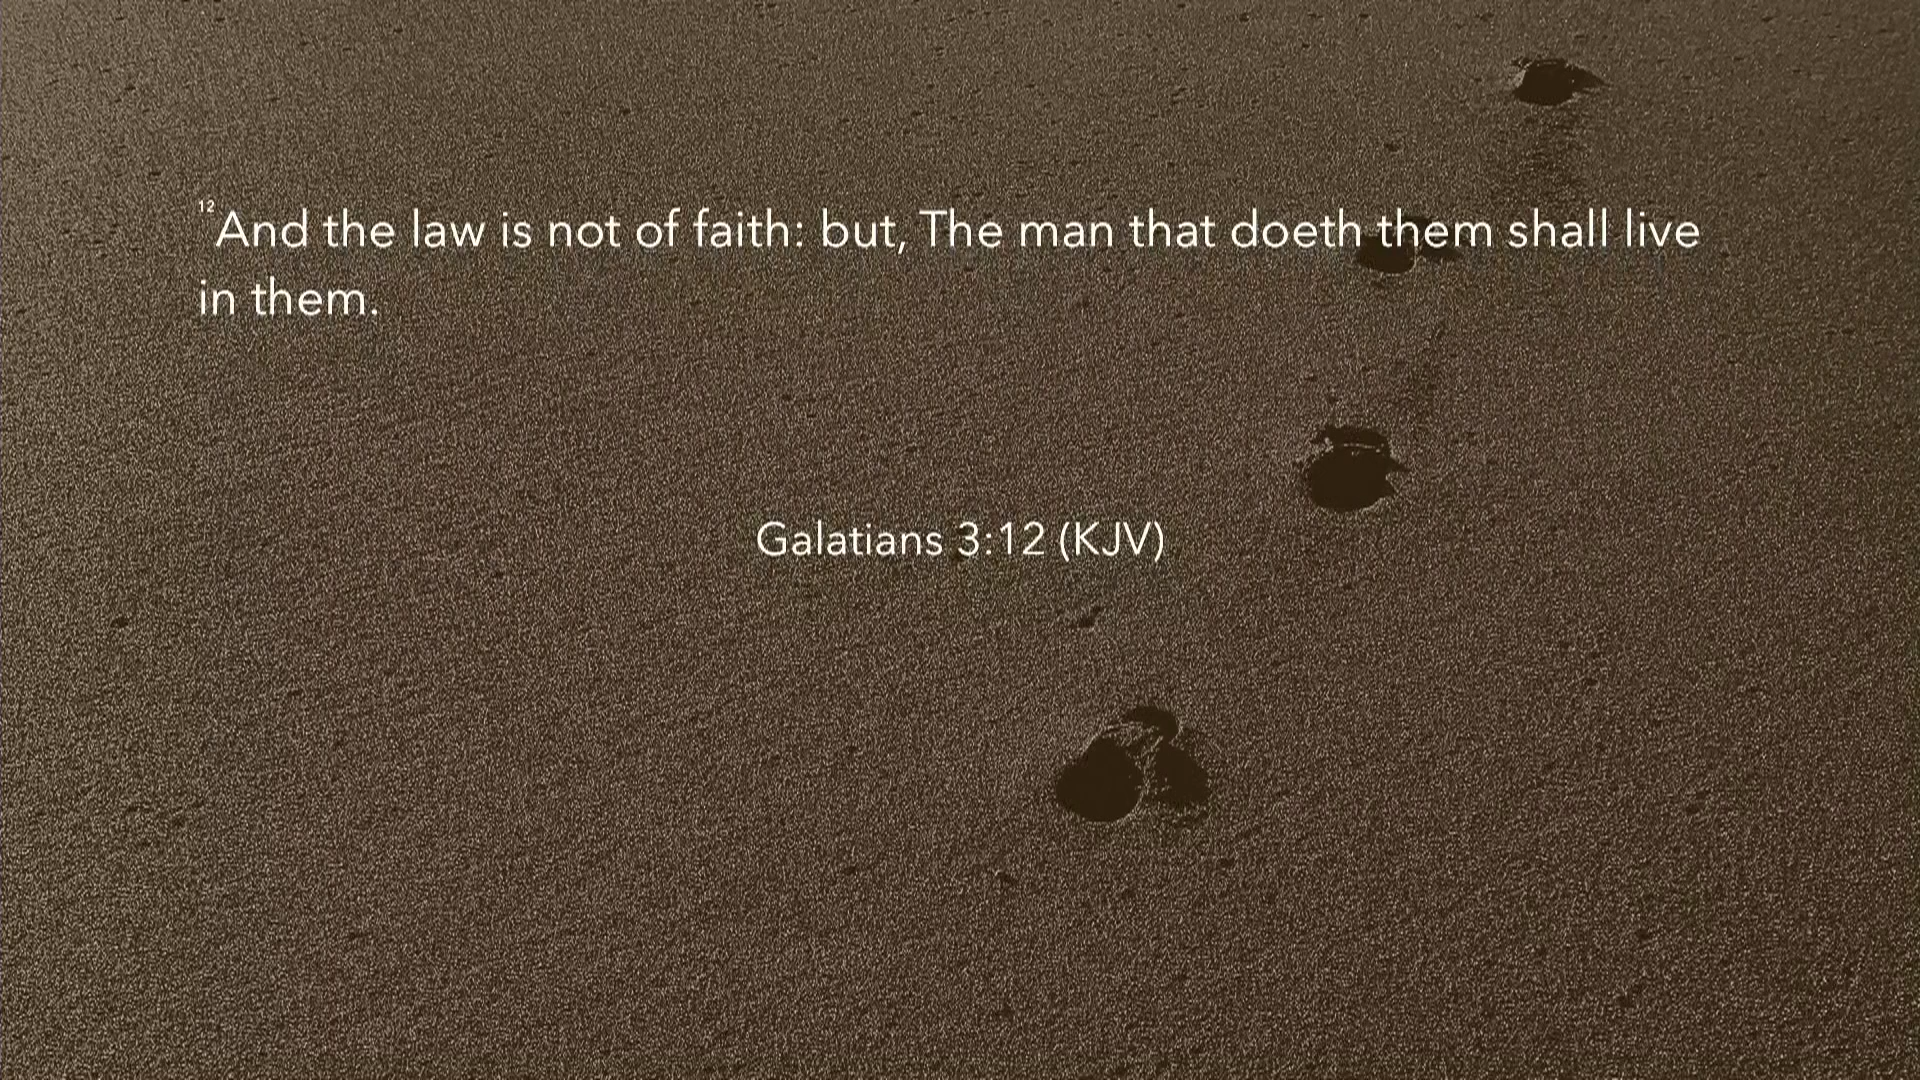 12And the law is not of faith: but, The man that doeth them shall live
in them.
Galatians 3:12 (KJV)